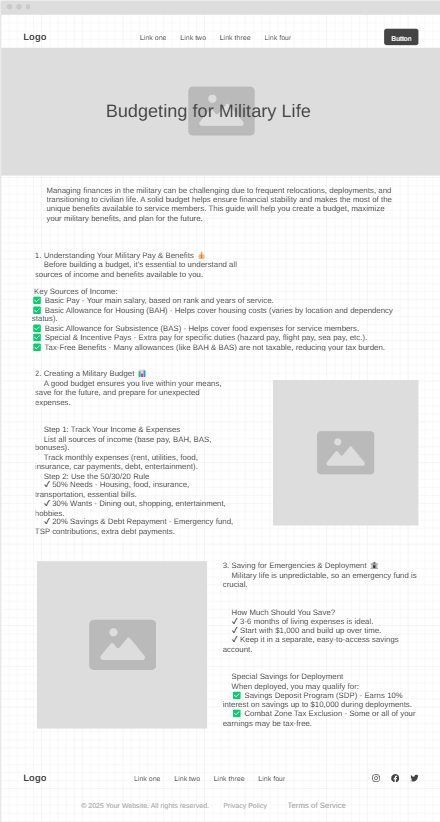 Logo
Link one Link two Link three Link four
Button
Budgeting for Military Life
Managing finances in the military can be challenging due to frequent relocations, deployments, and
transitioning to civilian life. A solid budget helps ensure financial stability and makes the most of the
unique benefits available to service members. This guide will help you create a budget, maximize
your military benefits, and plan for the future.
1. Understanding Your Military Pay & Benefits 💰
Before building a budget, it's essential to understand all
sources of income and benefits available to you.
Key Sources of Income:
✅ Basic Pay - Your main salary, based on rank and years of service.
✅ Basic Allowance for Housing (BAH) - Helps cover housing costs (varies by location and dependency
status).
✅ Basic Allowance for Subsistence (BAS) - Helps cover food expenses for service members.
✅ Special & Incentive Pays - Extra pay for specific duties (hazard pay, flight pay, sea pay, etc.).
✅ Tax-Free Benefits - Many allowances (like BAH & BAS) are not taxable, reducing your tax burden.
2. Creating a Military Budget 📊
A good budget ensures you live within your means,
save for the future, and prepare for unexpected
expenses.
Step 1: Track Your Income & Expenses
List all sources of income (base pay, BAH, BAS,
bonuses).
Track monthly expenses (rent, utilities, food,
insurance, car payments, debt, entertainment).
Step 2: Use the 50/30/20 Rule
✔ 50% Needs - Housing, food, insurance,
transportation, essential bills.
✔ 30% Wants - Dining out, shopping, entertainment,
hobbies.
✔ 20% Savings & Debt Repayment - Emergency fund,
TSP contributions, extra debt payments.
3. Saving for Emergencies & Deployment 🏦
Military life is unpredictable, so an emergency fund is
crucial.
How Much Should You Save?
✔ 3-6 months of living expenses is ideal.
✔ Start with $1,000 and build up over time.
✔ Keep it in a separate, easy-to-access savings
account.
Special Savings for Deployment
When deployed, you may qualify for:
✅ Savings Deposit Program (SDP) - Earns 10%
interest on savings up to $10,000 during deployments.
✅ Combat Zone Tax Exclusion - Some or all of your
earnings may be tax-free.
Logo
Link one Link two Link three Link four
© 2025 Your Website. All rights reserved. Privacy Policy Terms of Service